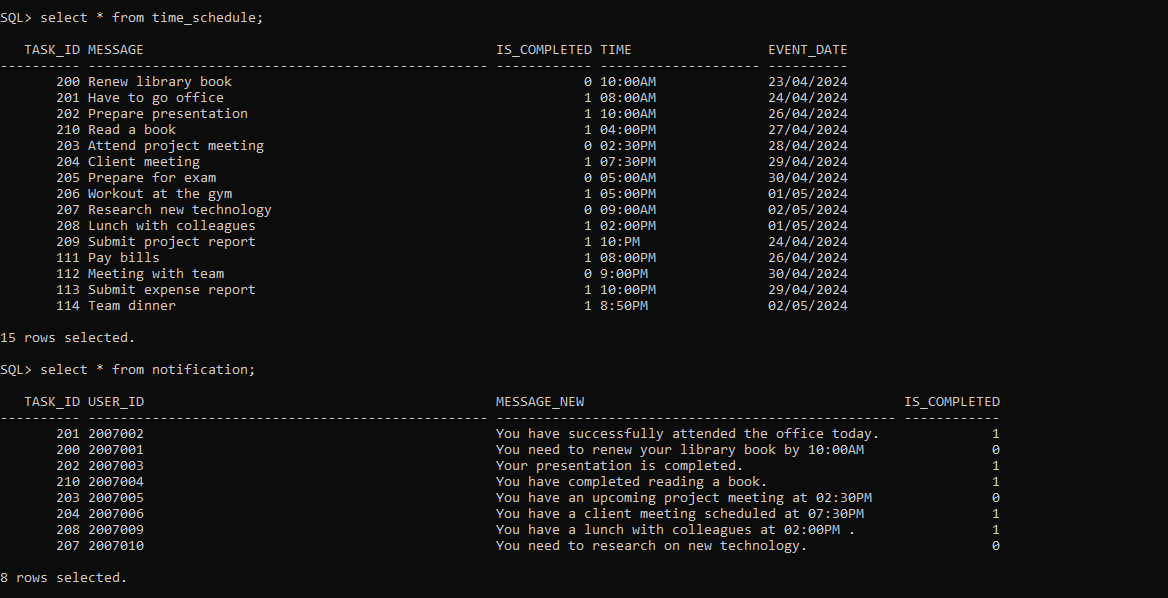 SQL> select * from time_schedule;
TASK_ID MESSAGE IS_COMPLETED TIME EVENT_DATE
---------- -------------------------------------------------- ------------ -------------------- ----------
200 Renew library book 0 10:00AM 23/04/2024
201 Have to go office 1 08:00AM 24/04/2024
202 Prepare presentation 1 10:00AM 26/04/2024
210 Read a book 1 04:00PM 27/04/2024
203 Attend project meeting 0 02:30PM 28/04/2024
204 Client meeting 1 07:30PM 29/04/2024
205 Prepare for exam 0 05:00AM 30/04/2024
206 Workout at the gym 1 05:00PM 01/05/2024
207 Research new technology 0 09:00AM 02/05/2024
208 Lunch with colleagues 1 02:00PM 01/05/2024
209 Submit project report 1 10:PM 24/04/2024
111 Pay bills 1 08:00PM 26/04/2024
112 Meeting with team 0 9:00PM 30/04/2024
113 Submit expense report 1 10:00PM 29/04/2024
114 Team dinner 1 8:50PM 02/05/2024
15 rows selected.
SQL> select * from notification;
TASK_ID USER_ID MESSAGE_NEW IS_COMPLETED
---------- -------------------------------------------------- -------------------------------------------------- ------------
201 2007002 You have successfully attended the office today. 1
200 2007001 You need to renew your library book by 10:00AM 0
202 2007003 Your presentation is completed. 1
210 2007004 You have completed reading a book. 1
203 2007005 You have an upcoming project meeting at 02:30PM 0
204 2007006 You have a client meeting scheduled at 07:30PM 1
208 2007009 You have a lunch with colleagues at 02:00PM . 1
207 2007010 You need to research on new technology. 0
8 rows selected.